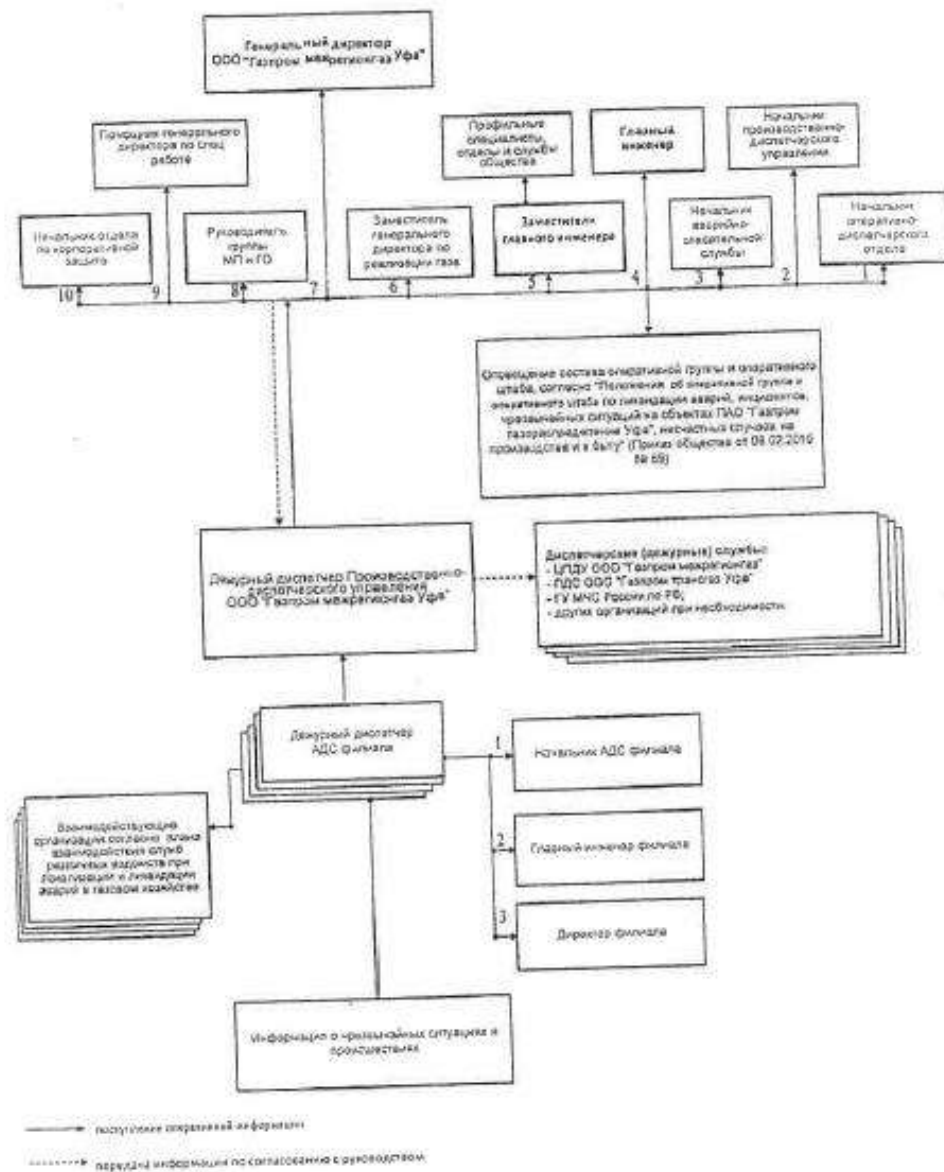 Генеральный директор
ООО "Газпром межрегионгаз Уфа"
Помощник генерального
директора по спец
работе
Профильные
специалисты,
отделы и службы
общества
Главный
инженер
Начальник
производственно-
диспетчерского
управления
Начальник отдела
по корпоративной
защите
Руководитель
группы
МП и ГО
Заместитель
генерального
директора по
реализации газа
Заместители
главного инженера
Начальник
аварийно-
спасательной
службы
Начальник
оперативно-
диспетчерского
отдела
10
9
8
7
6
5
4
3
2
1
Оповещение состава оперативной группы и оперативного
штаба, согласно "Положения об оперативной группе и
оперативного штаба по ликвидации аварий, инцидентов,
чрезвычайных ситуаций на объектах ПАО "Газпром
газораспределение Уфа", несчастных случаев на
производстве и в быту" (Приказ общества от
Дежурный диспетчер Производственно-
диспетчерского управления
ООО "Газпром межрегионгаз Уфа"
Диспетчерские (дежурные) службы:
- ЦПДУ ООО "Газпром межрегионгаз"
- ПДС ООО "Газпром трансгаз Уфа"
- ГУ МЧС России по РБ;
- других организаций при необходимости.
Дежурный диспетчер
АДС филиала
1
Начальник АДС филиала
Взаимодействующие
организации согласно плана
взаимодействия служб
различных ведомств при
локализации и ликвидации
аварий в газовом хозяйстве
2
Главный инженер филиала
3
Директор филиала
Информация о чрезвычайных ситуациях и
происшествиях
поступление оперативной информации
передача информации по согласованию с руководством